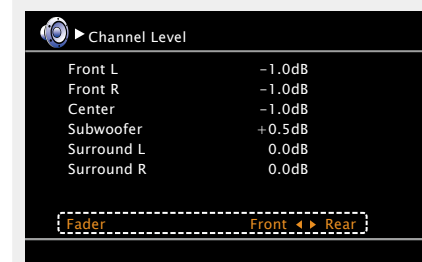 Channel Level
Front L -1.0dB
Front R -1.0dB
Center -1.0dB
Subwoofer +0.5dB
Surround L 0.0dB
Surround R 0.0dB
Fader Front ◀ ▶ Rear